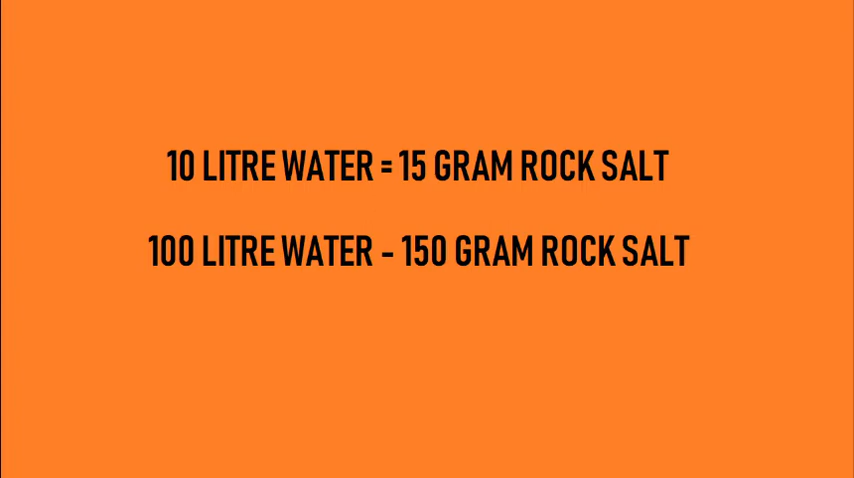 10 LITRE WATER = 15 GRAM ROCK SALT
100 LITRE WATER - 150 GRAM ROCK SALT